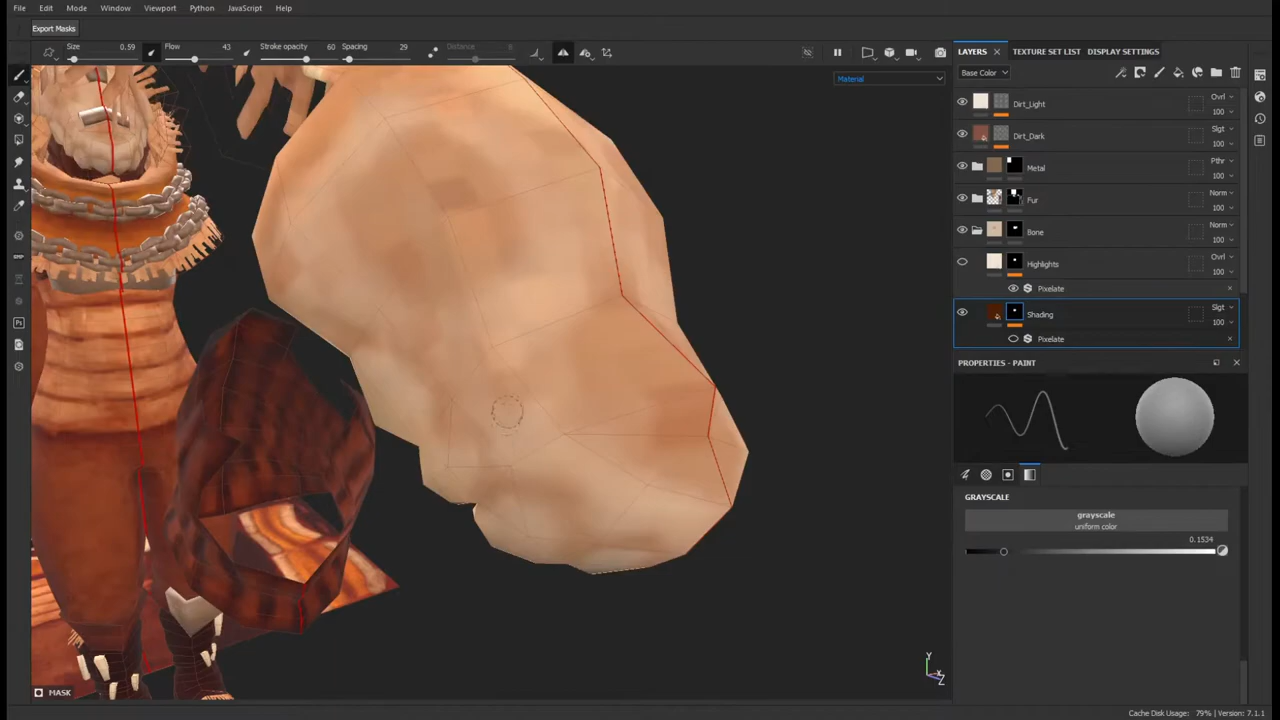 File Edit Mode Window Viewport Python JavaScript Help
Export Masks
Size 0.59 Flow 43 Stroke opacity 60 Spacing 29 Distance 8
Material
LAYERS × TEXTURE SET LIST DISPLAY SETTINGS
Base Color
Dirt_Light Ovrl 100
Dirt_Dark Slgt 100
Metal Pthr 100
Fur Norm 100
Bone Norm 100
Highlights Ovrl 100
Pixelate
Shading Slgt 100
Pixelate
PROPERTIES - PAINT
GRAYSCALE
grayscale
uniform color
0.1534
Y
Z
MASK
Cache Disk Usage: 79% | Version: 7.1.1